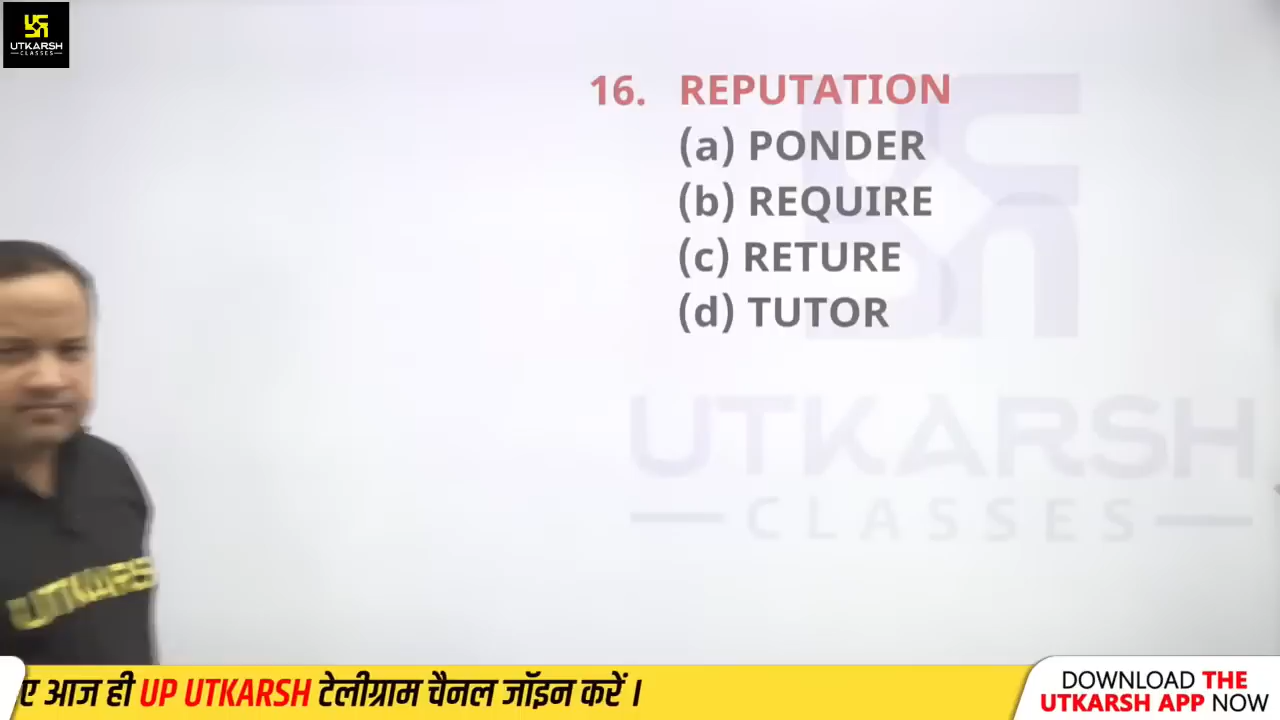 UTKARSH
CLASSES
16. REPUTATION
(a) PONDER
(b) REQUIRE
(c) RETURE
(d) TUTOR
UTKARSH
CLASSES
UTKARS
ए आज ही UP UTKARSH टेलीग्राम चैनल जॉइन करें ।
DOWNLOAD THE
UTKARSH APP NOW